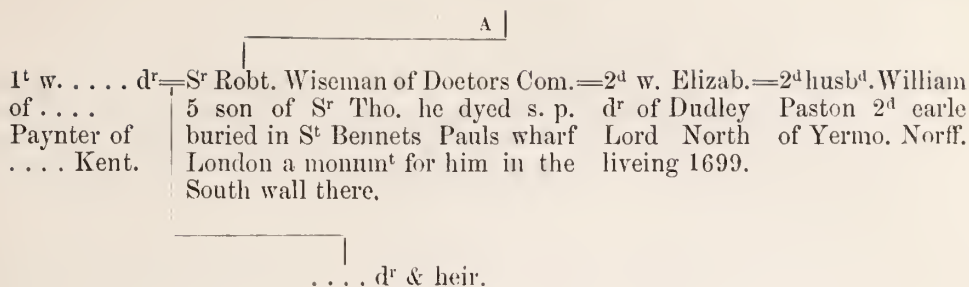 A
1ᵗ w. . . . . dʳ=Sʳ Robt. Wiseman of Doctors Com.=2ᵈ w. Elizab.=2ᵈ husbᵈ. William
of . . . . 5 son of Sʳ Tho. he dyed s. p. dʳ of Dudley Paston 2ᵈ earle
Paynter of buried in Sᵗ Bennets Pauls wharf Lord North of Yermo. Norff.
. . . . Kent. London a monumᵗ for him in the liveing 1699.
South wall there.
. . . . dʳ & heir.